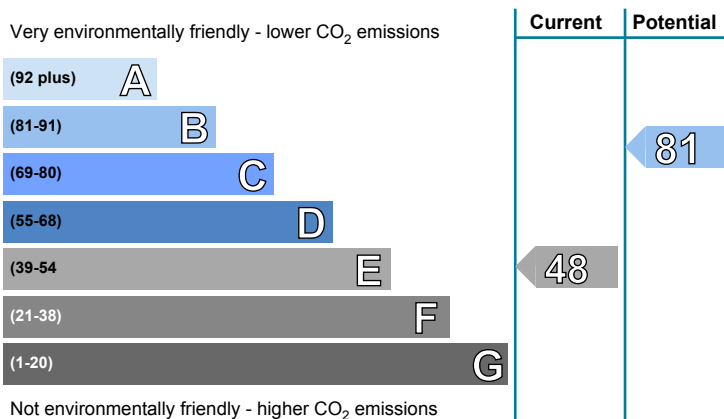 Very environmentally friendly - lower CO₂ emissions
Current
Potential
(92 plus) A
(81-91) B
(69-80) C
(55-68) D
(39-54 E
(21-38) F
(1-20) G
81
48
Not environmentally friendly - higher CO₂ emissions